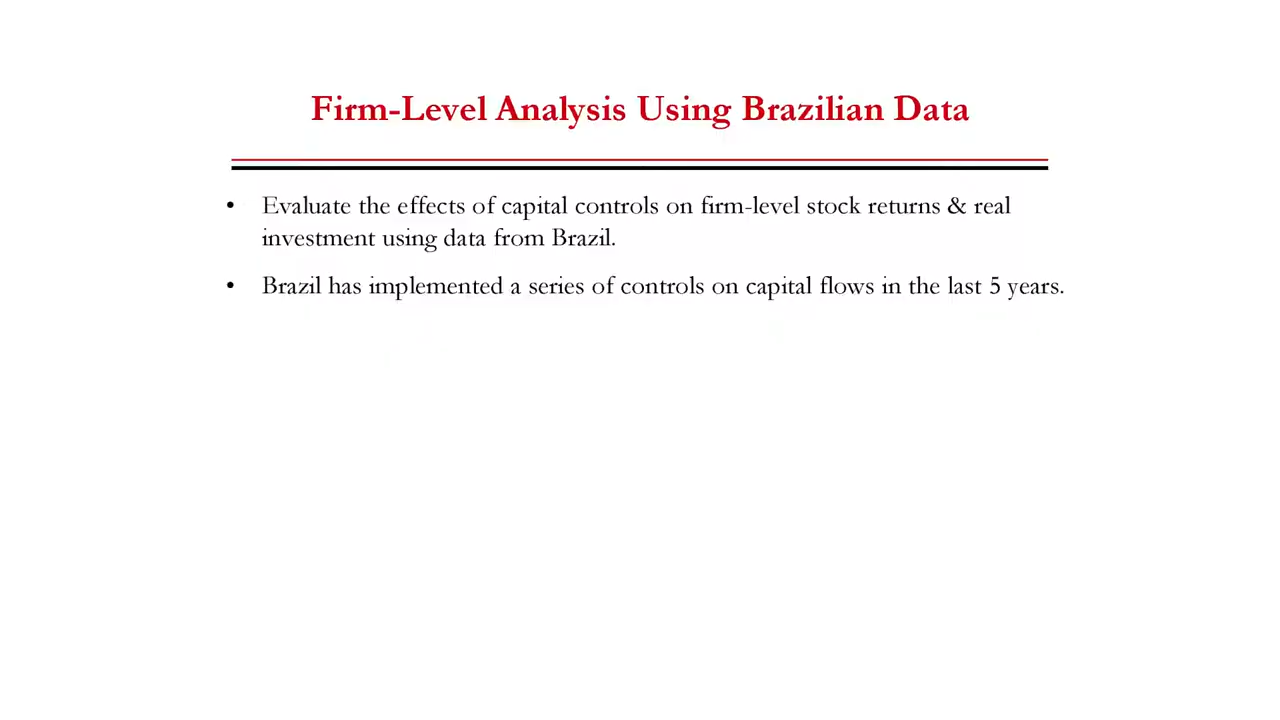 Firm-Level Analysis Using Brazilian Data
• Evaluate the effects of capital controls on firm-level stock returns & real
investment using data from Brazil.
• Brazil has implemented a series of controls on capital flows in the last 5 years.